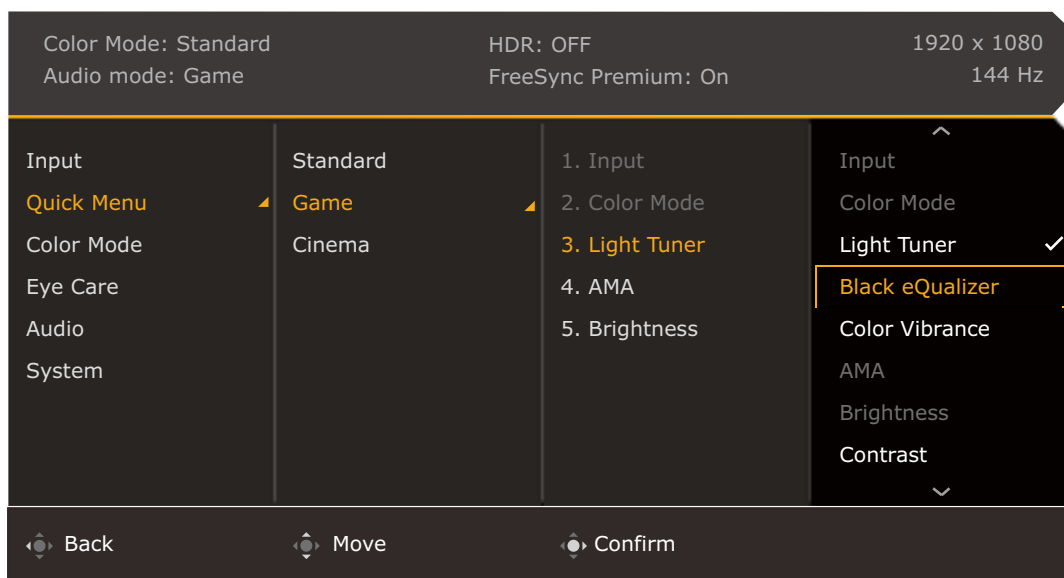 Color Mode: Standard
HDR: OFF
1920 x 1080
Audio mode: Game
FreeSync Premium: On
144 Hz
Input
Quick Menu
Color Mode
Eye Care
Audio
System
Standard
Game
Cinema
1. Input
2. Color Mode
3. Light Tuner
4. AMA
5. Brightness
Input
Color Mode
Light Tuner
Black eQualizer
Color Vibrance
AMA
Brightness
Contrast
Back
Move
Confirm